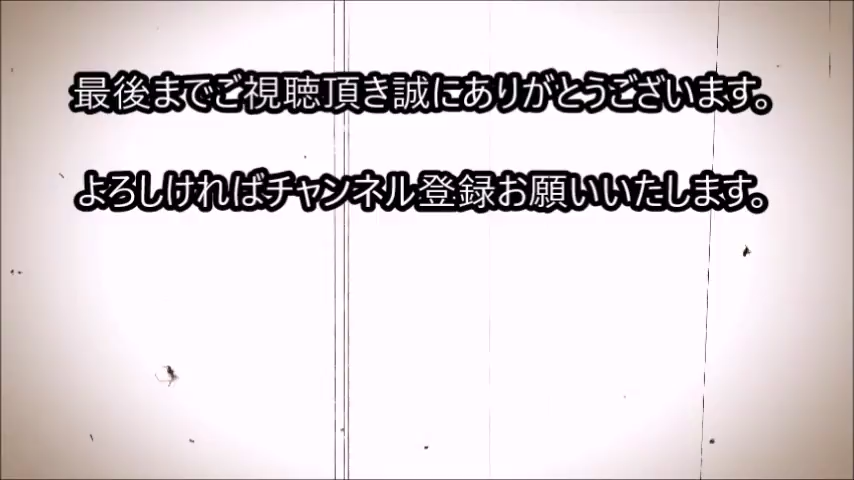 最後までご視聴頂き誠にありがとうございます。
よろしければチャンネル登録お願いいたします。